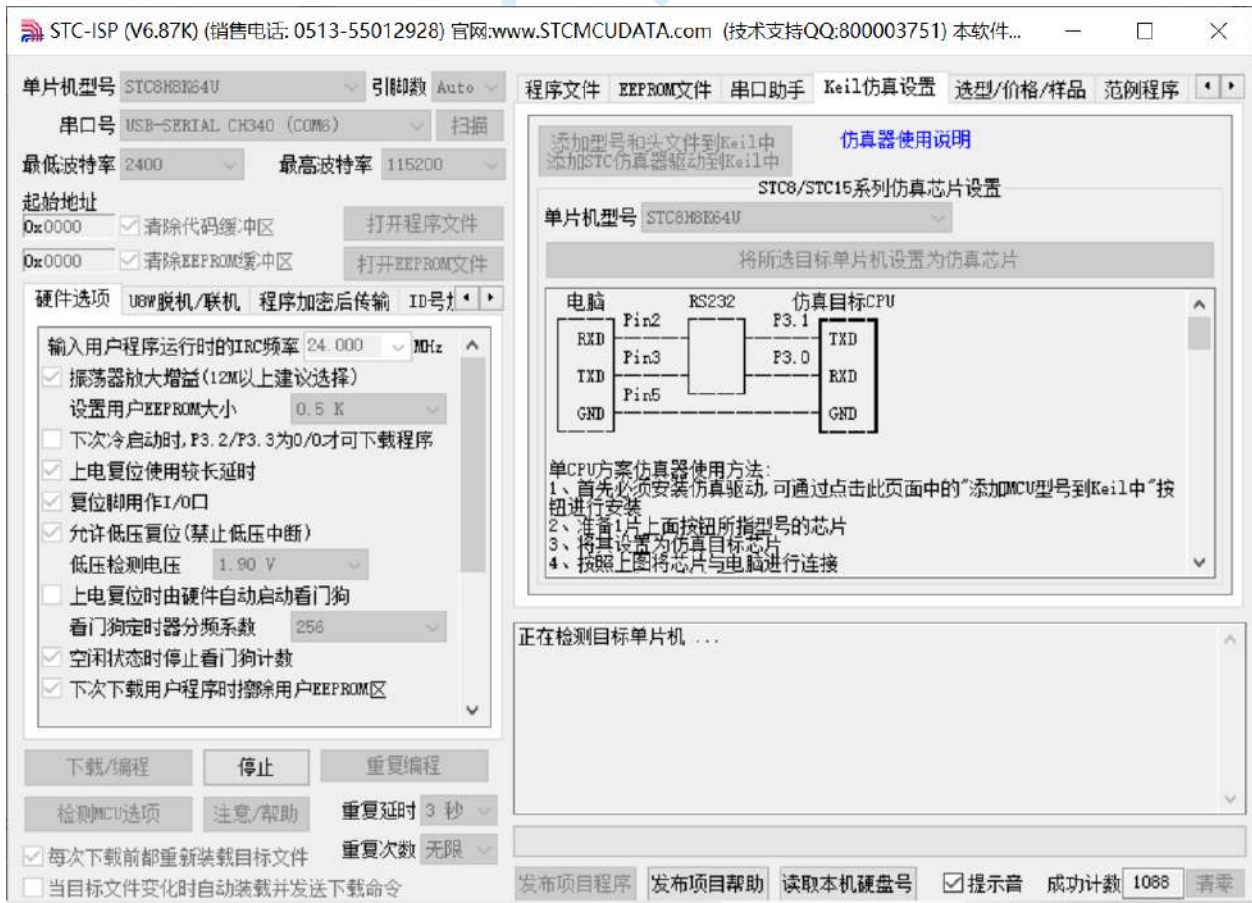 STC-ISP (V6.87K) (销售电话: 0513-55012928) 官网:www.STCMCUDATA.com (技术支持QQ:800003751) 本软件...
单片机型号 STC8H8K64U 引脚数 Auto
串口号 USB-SERIAL CH340 (COM6) 扫描
最低波特率 2400 最高波特率 115200
起始地址
0x0000 清除代码缓冲区 打开程序文件
0x0000 清除EEPROM缓冲区 打开EEPROM文件
硬件选项 U8W脱机/联机 程序加密后传输 ID号
输入用户程序运行时的IRC频率 24.000 MHz
振荡器放大增益(12M以上建议选择)
设置用户EEPROM大小 0.5 K
下次冷启动时,P3.2/P3.3为0/0才可下载程序
上电复位使用较长延时
复位脚用作I/O口
允许低压复位(禁止低压中断)
低压检测电压 1.90 V
上电复位时由硬件自动启动看门狗
看门狗定时器分频系数 256
空闲状态时停止看门狗计数
下次下载用户程序时擦除用户EEPROM区
下载/编程 停止 重复编程
检测MCU选项 注意/帮助 重复延时 3 秒
每次下载前都重新装载目标文件 重复次数 无限
当目标文件变化时自动装载并发送下载命令
程序文件 EEPROM文件 串口助手 Keil仿真设置 选型/价格/样品 范例程序
添加型号和头文件到Keil中
添加STC仿真器驱动到Keil中
仿真器使用说明
STC8/STC15系列仿真芯片设置
单片机型号 STC8H8K64U
将所选目标单片机设置为仿真芯片
电脑 RS232 仿真目标CPU
Pin2 P3.1
RXD TXD
Pin3 P3.0
TXD RXD
Pin5
GND GND
单CPU方案仿真器使用方法:
1、首先必须安装仿真驱动,可通过点击此页面中的"添加MCU型号到Keil中"按
钮进行安装
2、准备1片上面按钮所指型号的芯片
3、将其设置为仿真目标芯片
4、按照上图将芯片与电脑进行连接
正在检测目标单片机 ...
发布项目程序 发布项目帮助 读取本机硬盘号 提示音 成功计数 1088 清零